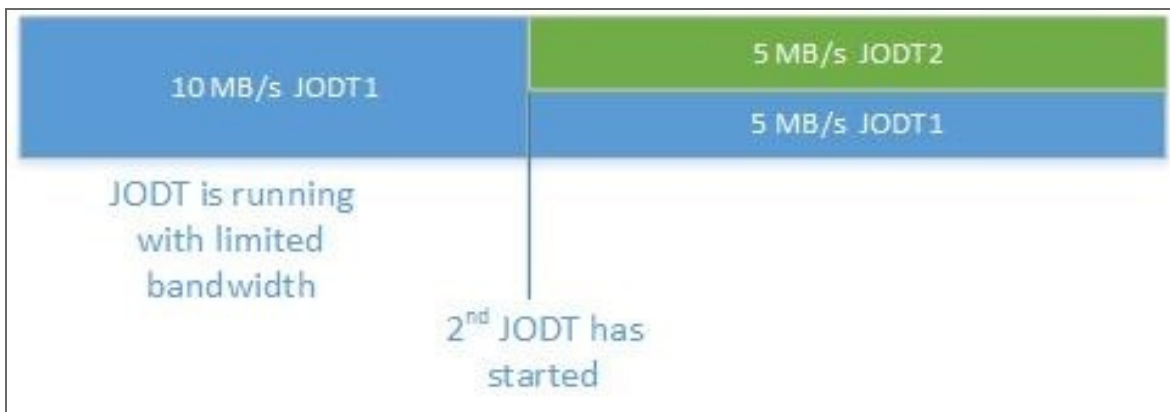 10 MB/s JODT1
5 MB/s JODT2
5 MB/s JODT1
JODT is running
with limited
bandwidth
2nd JODT has
started